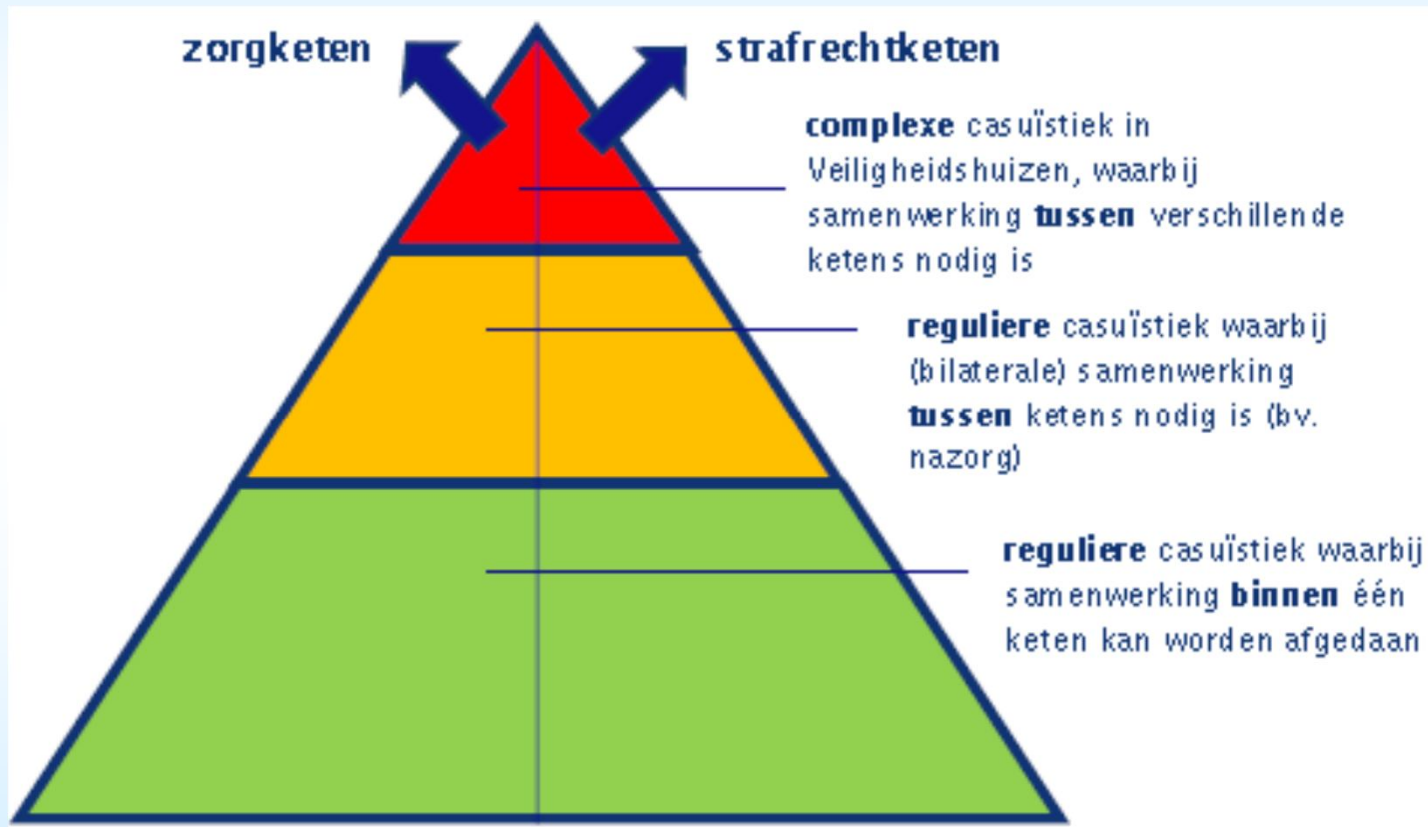 zorgketen
strafrechtketen
complexe casuïstiek in
Veiligheidshuizen, waarbij
samenwerking tussen verschillende
ketens nodig is
reguliere casuïstiek waarbij
(bilaterale) samenwerking
tussen ketens nodig is (bv.
nazorg)
reguliere casuïstiek waarbij
samenwerking binnen één
keten kan worden afgedaan